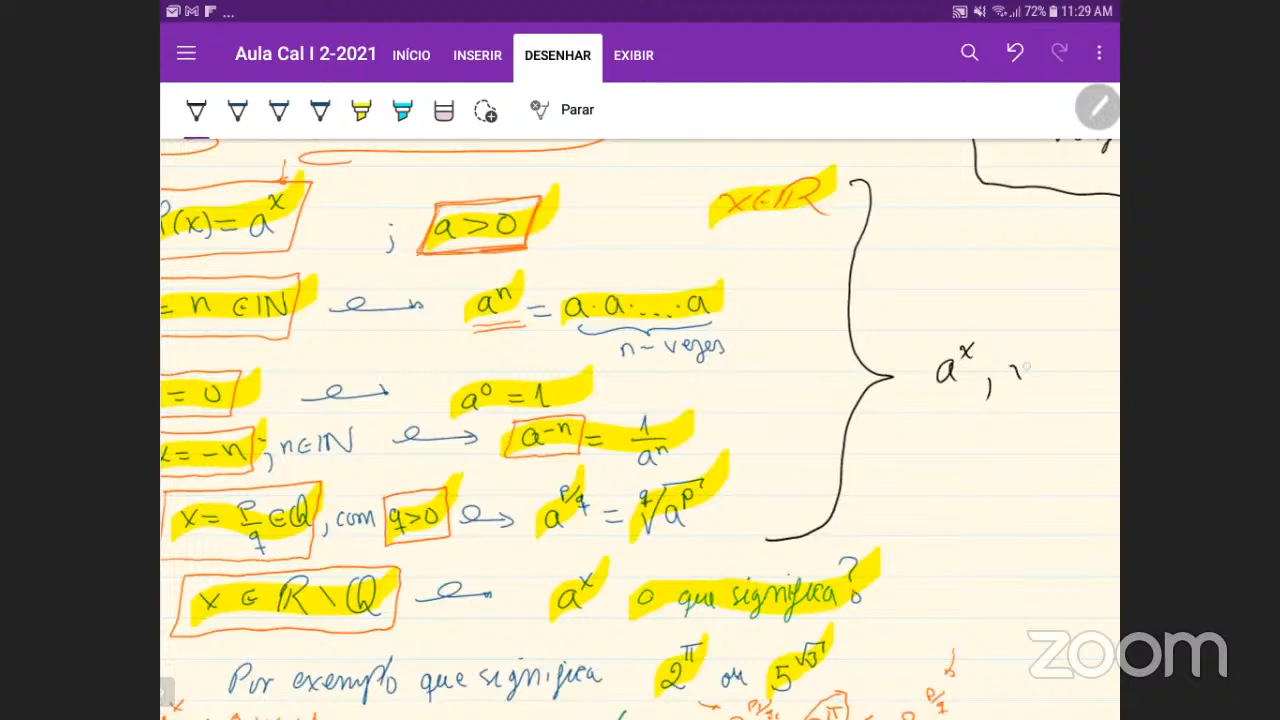 ... 72% 11:29 AM
Aula Cal I 2-2021 INÍCIO INSERIR DESENHAR EXIBIR
Parar
f(x) = a^x ; a > 0 x ∈ ℝ
= n ∈ ℕ a^n = a·a·...·a
n-vezes
a^x,
= 0 a^0 = 1
x = -n ; n ∈ ℕ a^-n = 1/a^n
x = p/q ∈ ℚ, com q > 0 a^p/q = q√a^p
x ∈ ℝ \ ℚ a^x o que significa?
Por exemplo que significa 2^π ou 5^√3
zoom